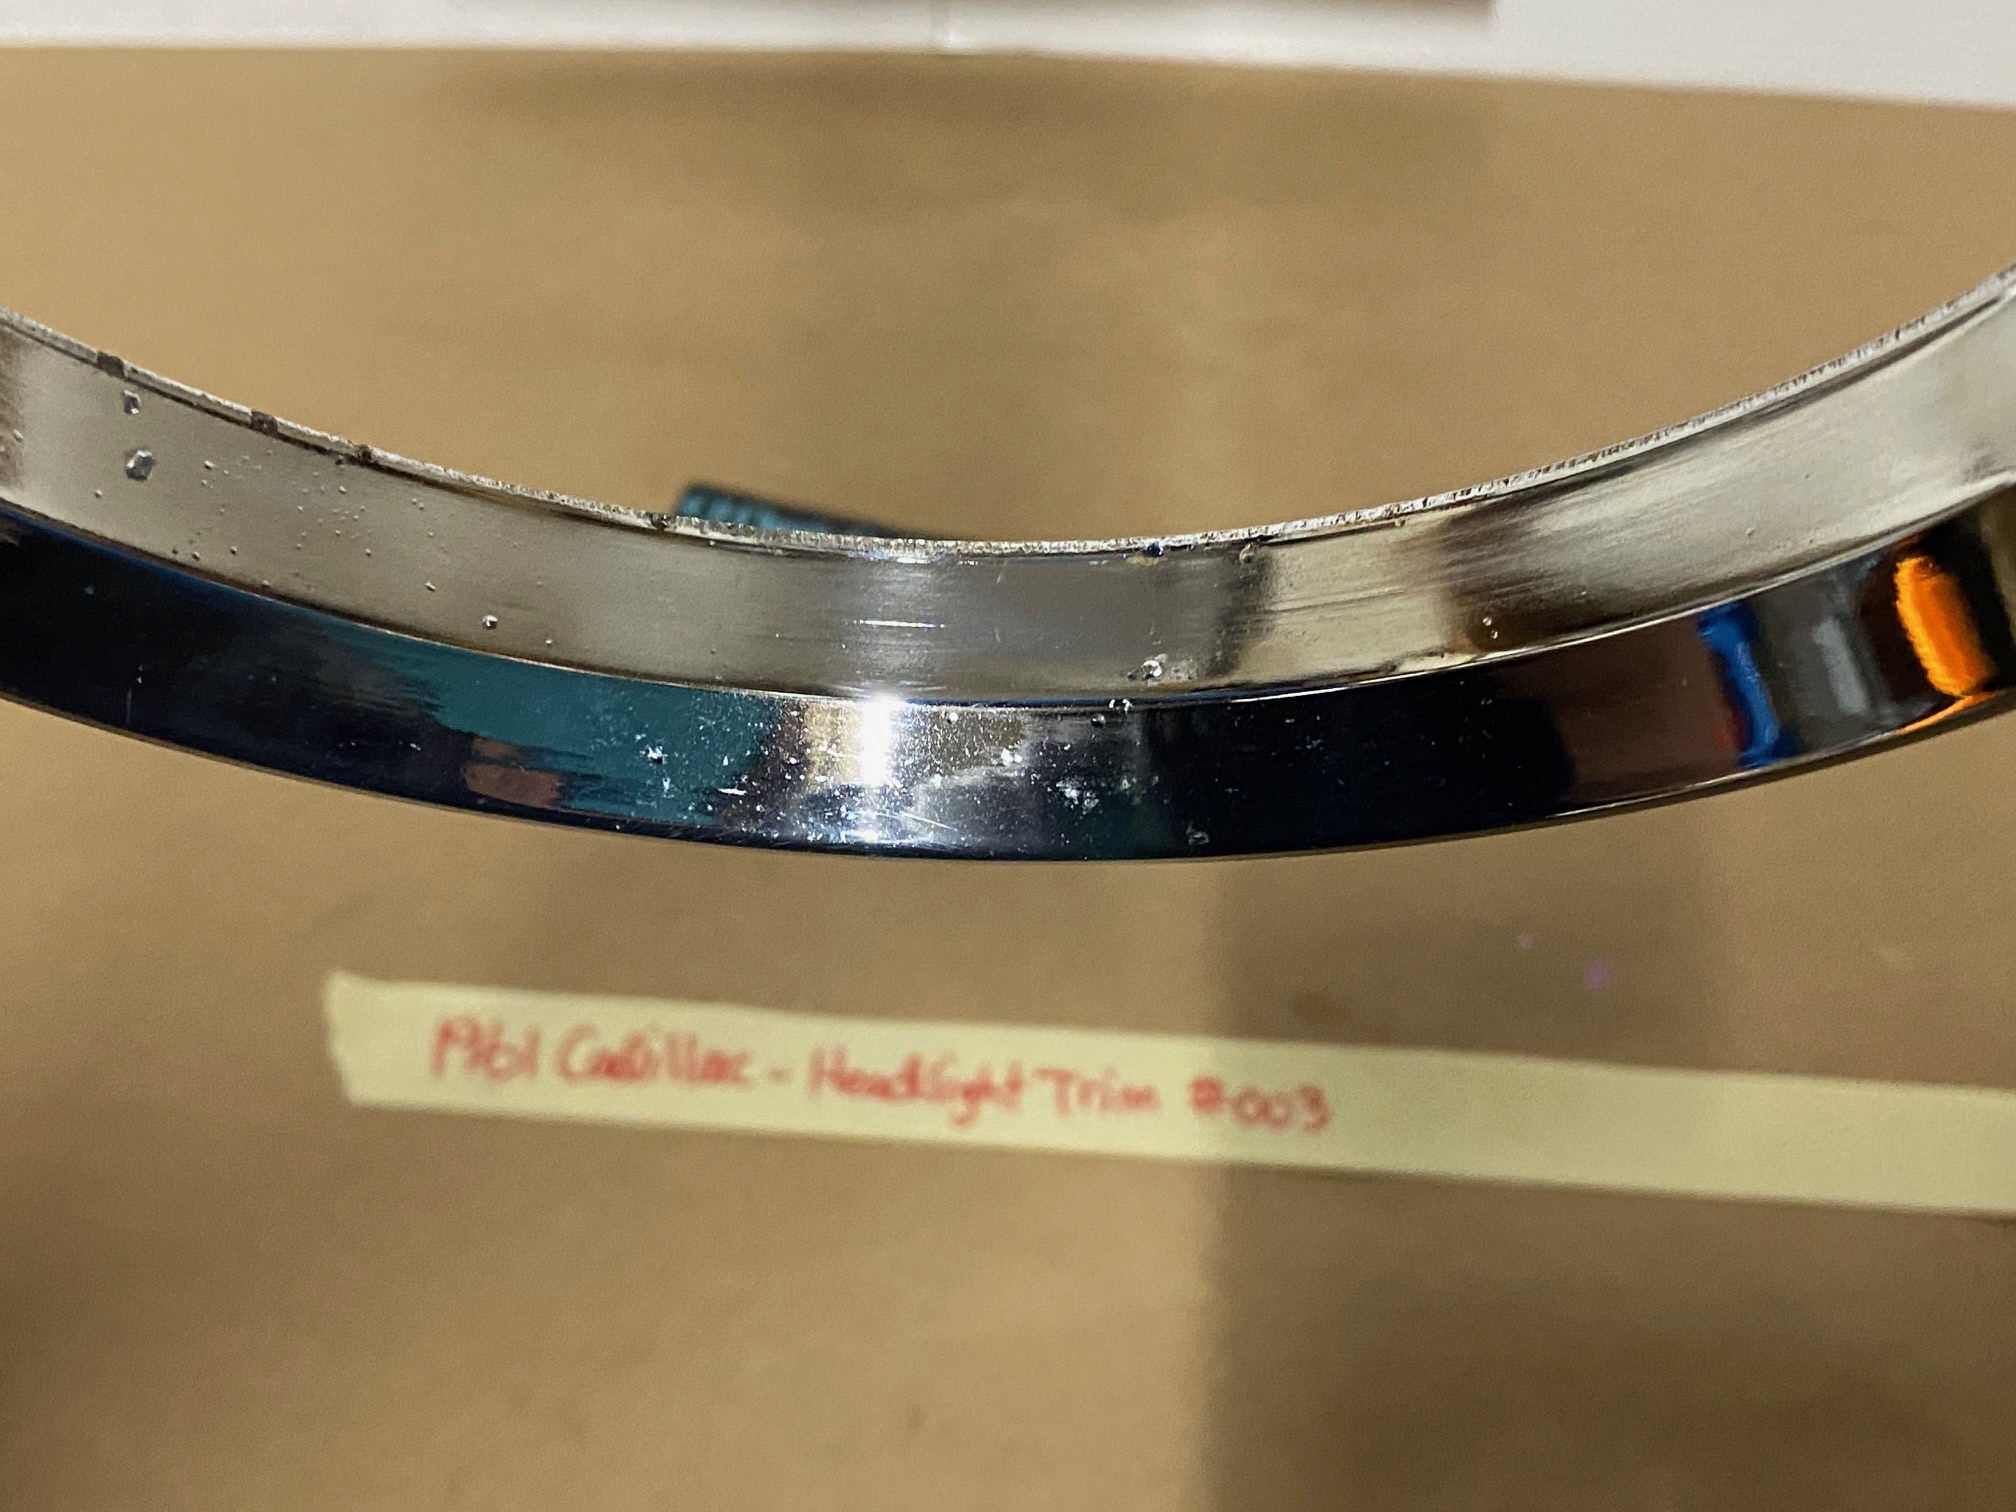 1961 Cadillac - Headlight Trim #003